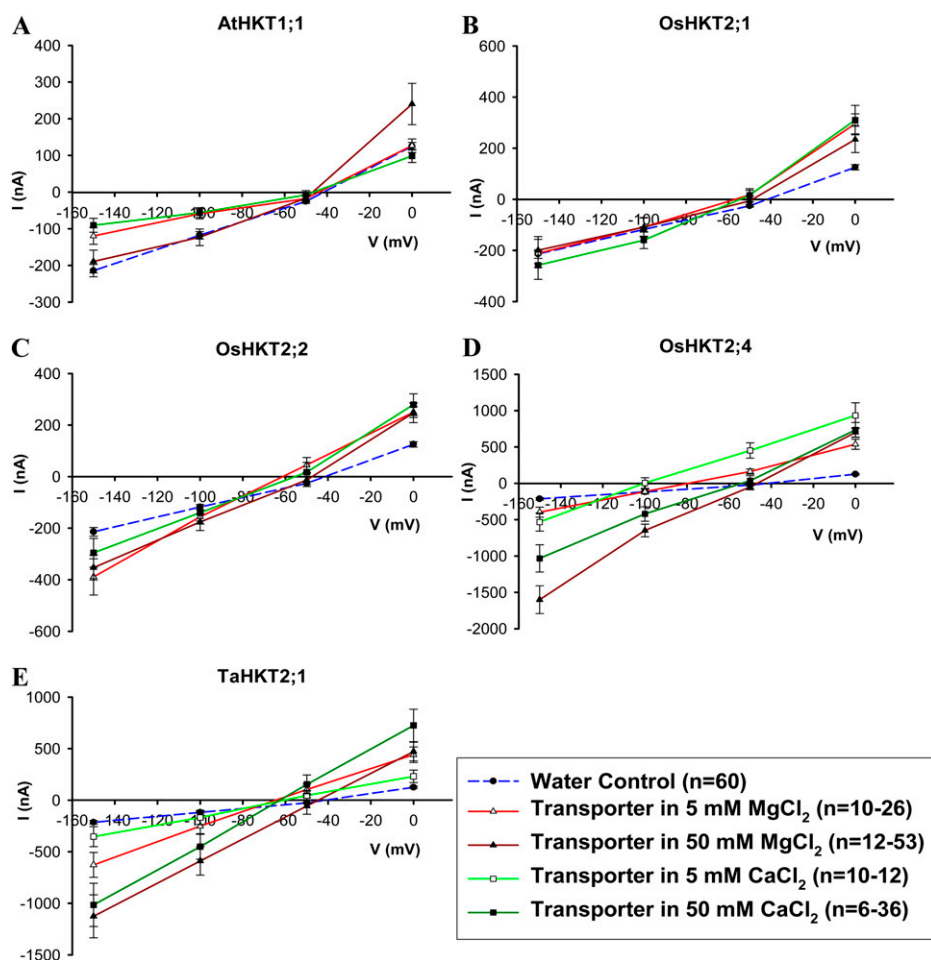 A
AtHKT1;1
400
300
200
100
0
-100
-200
-300
-160 -140 -120 -100 -80 -60 -40 -20 0
I (nA)
V (mV)
B
OsHKT2;1
600
400
200
0
-200
-400
-160 -140 -120 -100 -80 -60 -40 -20 0
I (nA)
V (mV)
C
OsHKT2;2
400
200
0
-200
-400
-600
-160 -140 -120 -100 -80 -60 -40 -20 0
I (nA)
V (mV)
D
OsHKT2;4
1500
1000
500
0
-500
-1000
-1500
-2000
-160 -140 -120 -100 -80 -60 -40 -20 0
I (nA)
V (mV)
E
TaHKT2;1
1000
500
0
-500
-1000
-1500
-160 -140 -120 -100 -80 -60 -40 -20 0
I (nA)
V (mV)
Water Control (n=60)
Transporter in 5 mM MgCl₂ (n=10-26)
Transporter in 50 mM MgCl₂ (n=12-53)
Transporter in 5 mM CaCl₂ (n=10-12)
Transporter in 50 mM CaCl₂ (n=6-36)